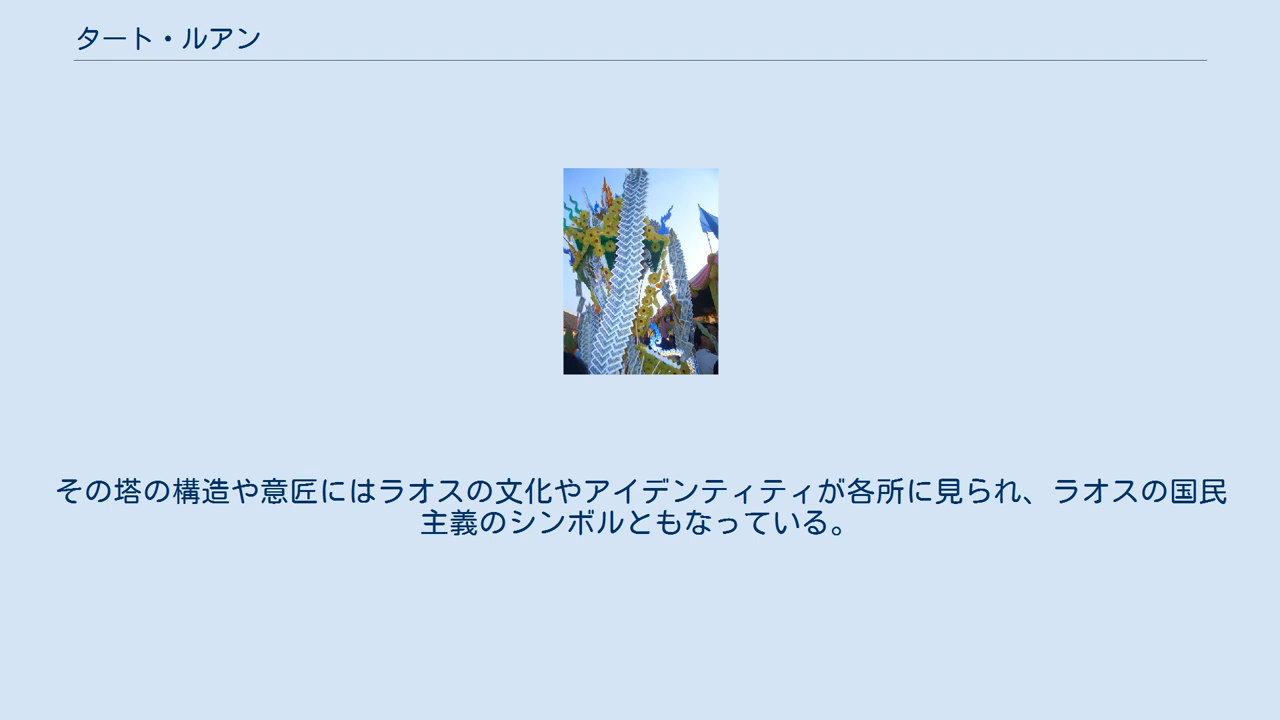 タート・ルアン
その塔の構造や意匠にはラオスの文化やアイデンティティが各所に見られ、ラオスの国民
主義のシンボルともなっている。